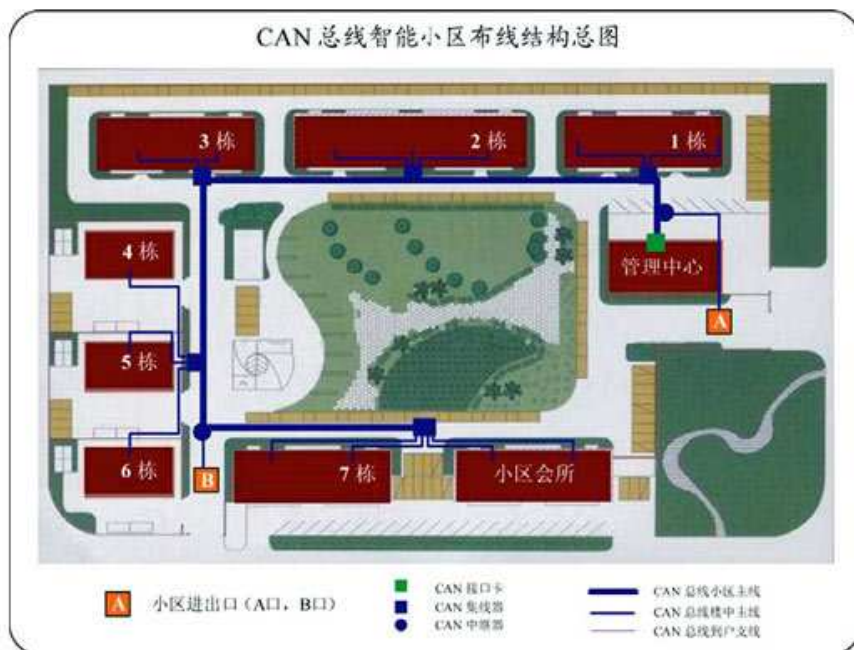 CAN 总线智能小区布线结构总图
3 栋
2 栋
1 栋
4 栋
管理中心
A
5 栋
6 栋
B
7 栋
小区会所
A
小区进出口（A口，B口）
CAN 接口卡
CAN 集线器
CAN 中继器
CAN 总线小区主线
CAN 总线楼中主线
CAN 总线到户支线